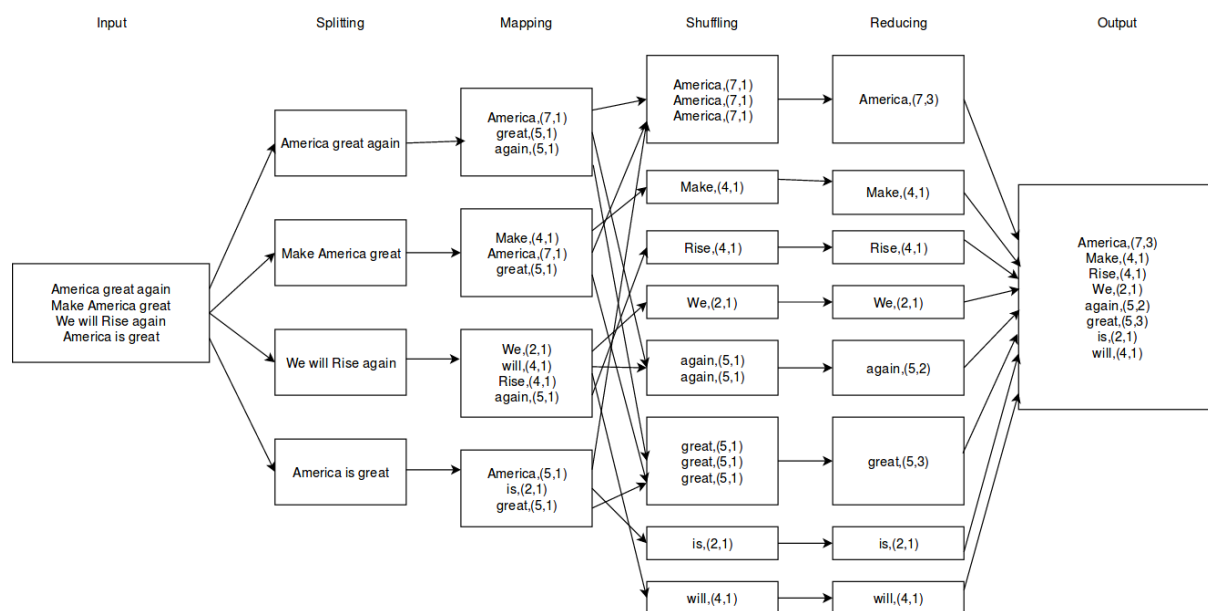 Input
Splitting
Mapping
Shuffling
Reducing
Output
America great again
Make America great
We will Rise again
America is great
America great again
Make America great
We will Rise again
America is great
America,(7,1)
great,(5,1)
again,(5,1)
Make,(4,1)
America,(7,1)
great,(5,1)
We,(2,1)
will,(4,1)
Rise,(4,1)
again,(5,1)
America,(5,1)
is,(2,1)
great,(5,1)
America,(7,1)
America,(7,1)
America,(7,1)
Make,(4,1)
Rise,(4,1)
We,(2,1)
again,(5,1)
again,(5,1)
great,(5,1)
great,(5,1)
great,(5,1)
is,(2,1)
will,(4,1)
America,(7,3)
Make,(4,1)
Rise,(4,1)
We,(2,1)
again,(5,2)
great,(5,3)
is,(2,1)
will,(4,1)
America,(7,3)
Make,(4,1)
Rise,(4,1)
We,(2,1)
again,(5,2)
great,(5,3)
is,(2,1)
will,(4,1)